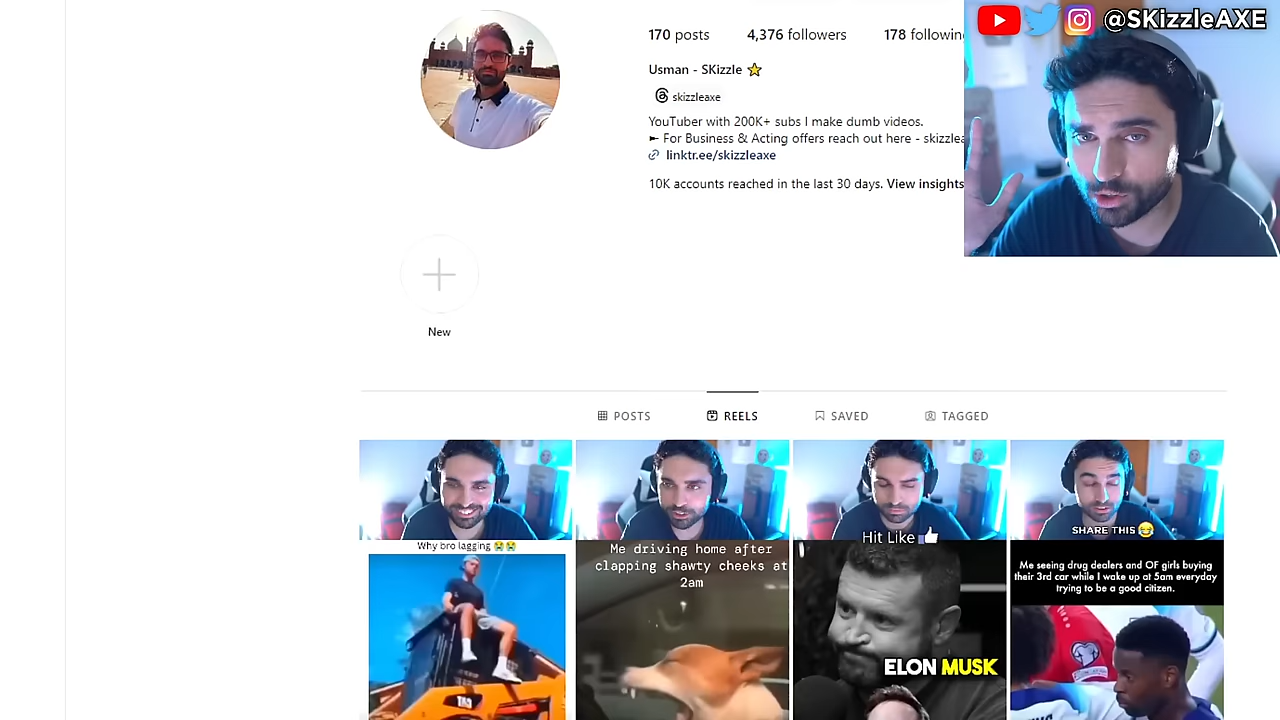 170 posts 4,376 followers 178 followin
@SKizzleAXE
Usman - SKizzle
skizzleaxe
YouTuber with 200K+ subs I make dumb videos.
► For Business & Acting offers reach out here - skizzlea
linktr.ee/skizzleaxe
10K accounts reached in the last 30 days. View insights
New
POSTS
REELS
SAVED
TAGGED
Why bro lagging 😭😭
Me driving home after
clapping shawty cheeks at
2am
Hit Like 👍
ELON MUSK
SHARE THIS 😂
Me seeing drug dealers and OF girls buying
their 3rd car while I wake up at 5am everyday
trying to be a good citizen.